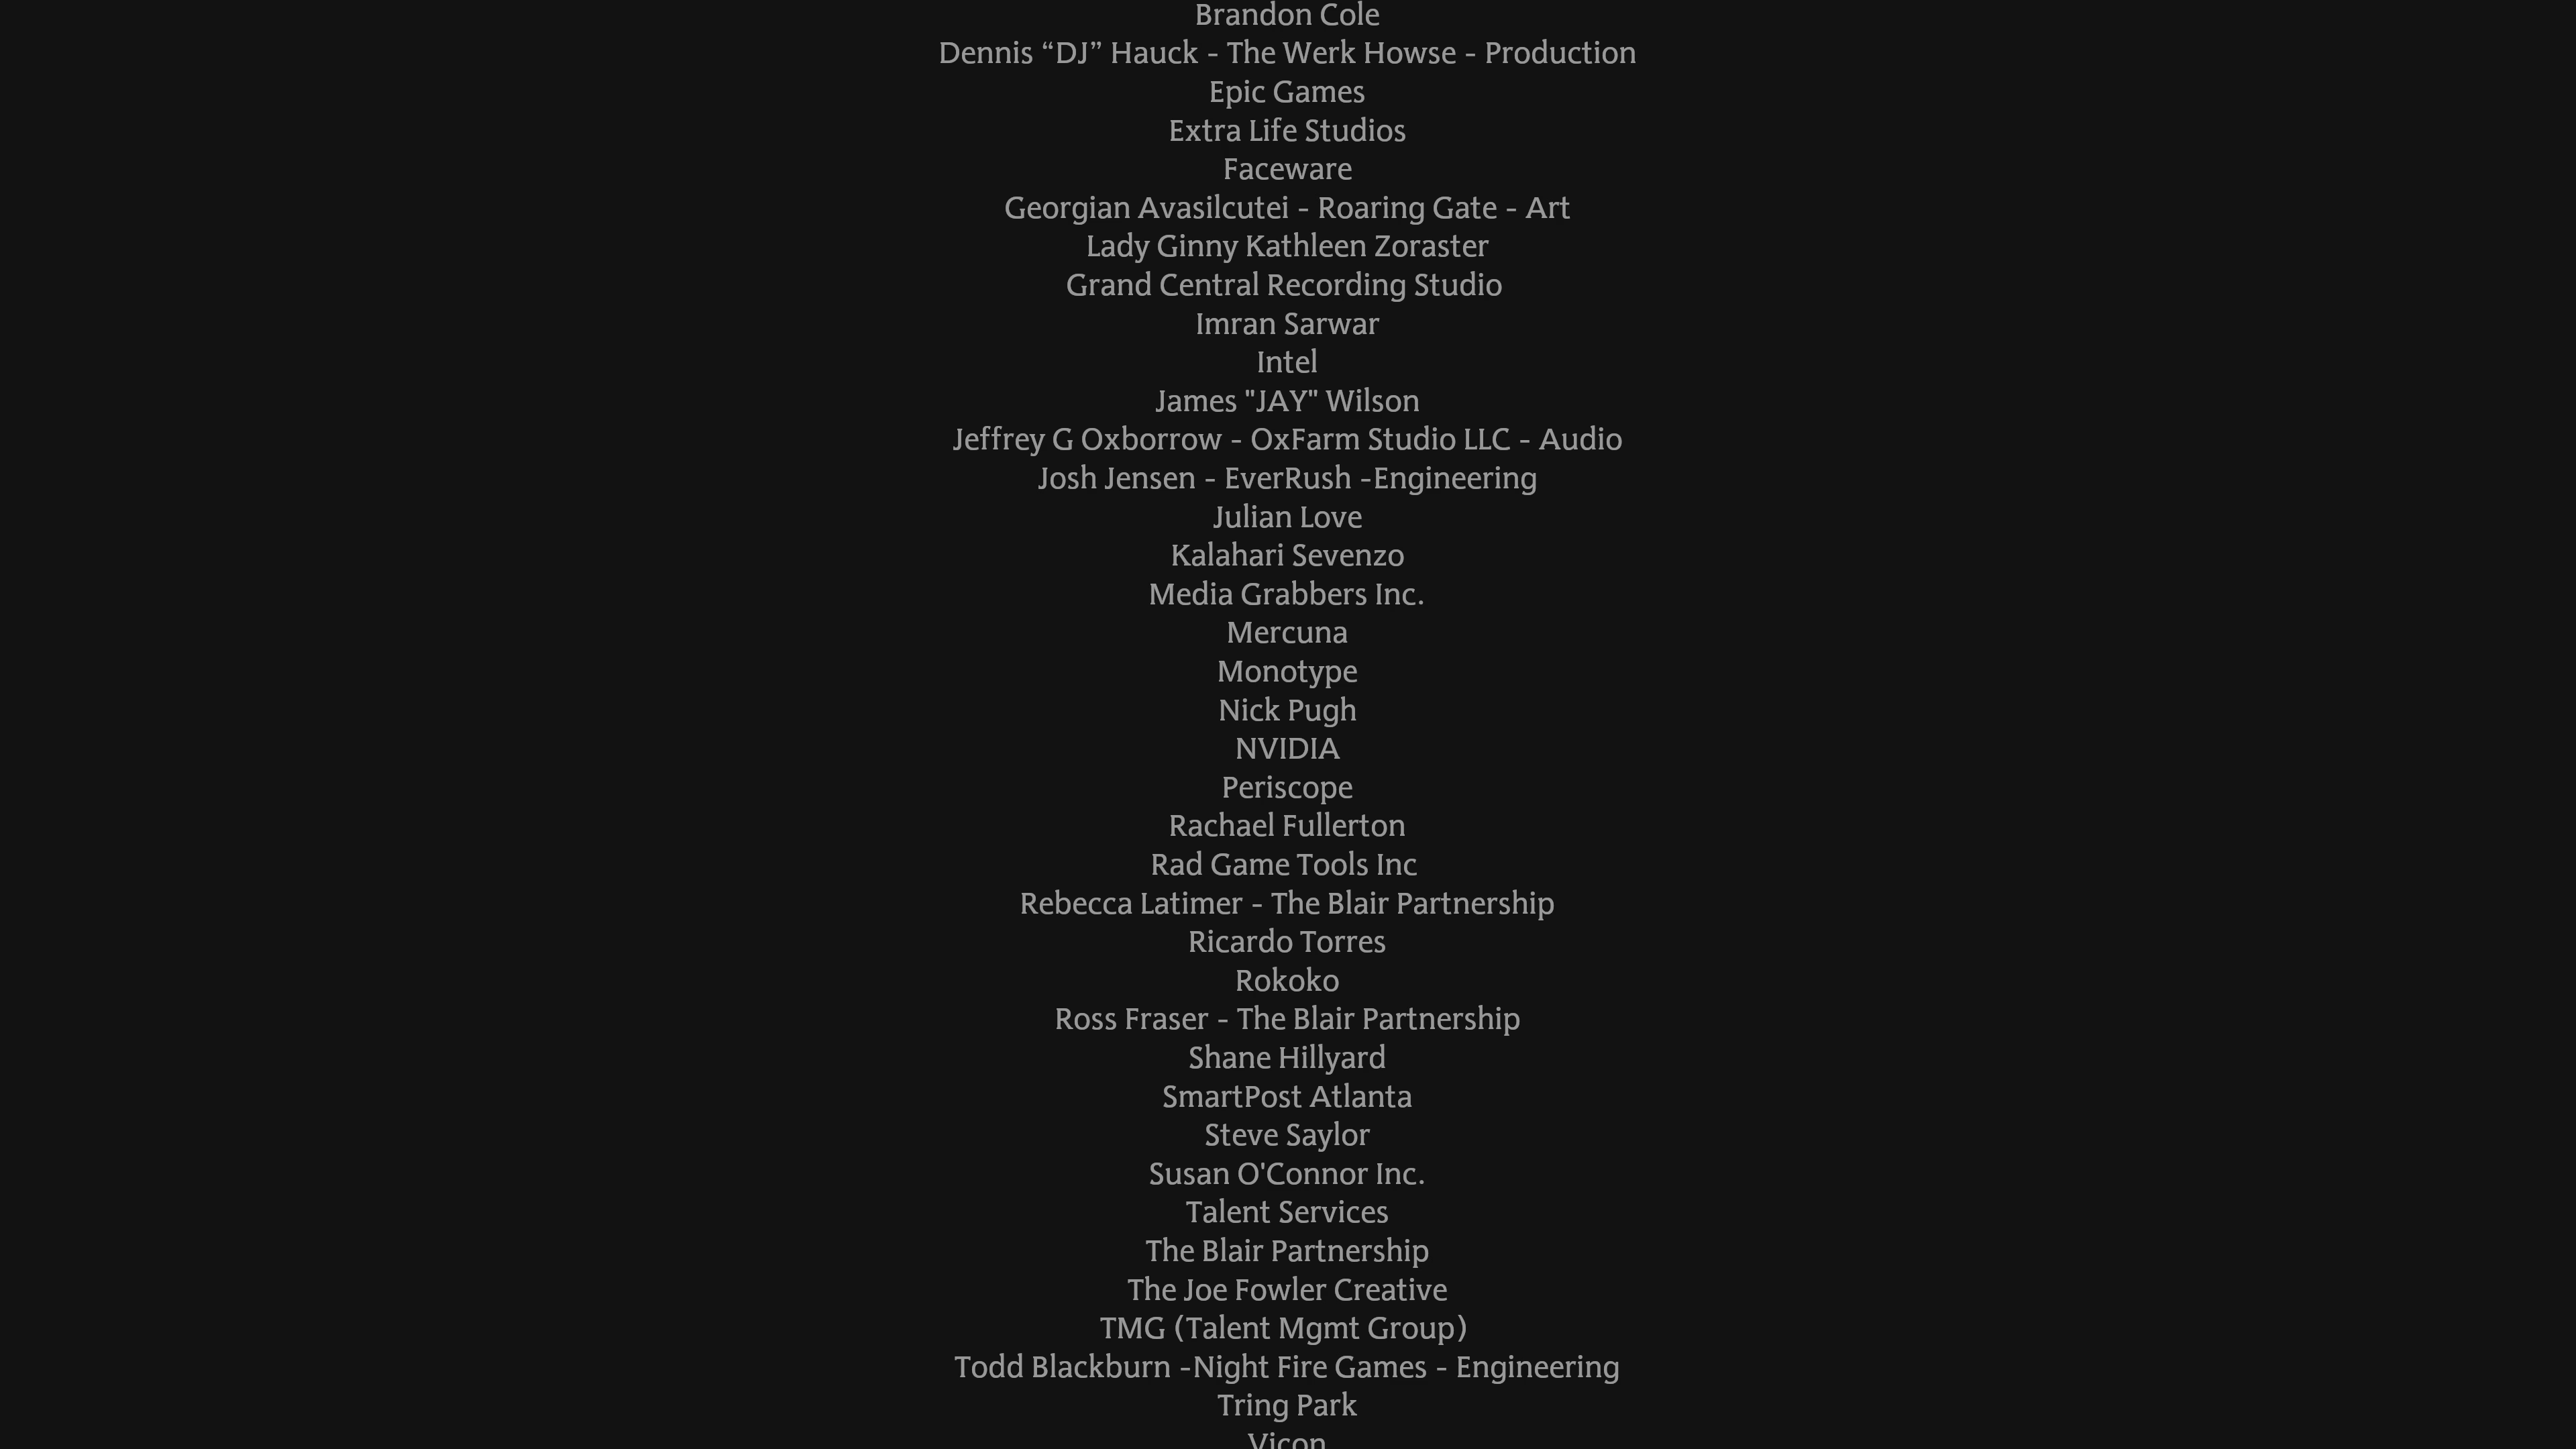 Brandon Cole
Dennis “DJ” Hauck - The Werk Howse - Production
Epic Games
Extra Life Studios
Faceware
Georgian Avasilcutei - Roaring Gate - Art
Lady Ginny Kathleen Zoraster
Grand Central Recording Studio
Imran Sarwar
Intel
James "JAY" Wilson
Jeffrey G Oxborrow - OxFarm Studio LLC - Audio
Josh Jensen - EverRush -Engineering
Julian Love
Kalahari Sevenzo
Media Grabbers Inc.
Mercuna
Monotype
Nick Pugh
NVIDIA
Periscope
Rachael Fullerton
Rad Game Tools Inc
Rebecca Latimer - The Blair Partnership
Ricardo Torres
Rokoko
Ross Fraser - The Blair Partnership
Shane Hillyard
SmartPost Atlanta
Steve Saylor
Susan O'Connor Inc.
Talent Services
The Blair Partnership
The Joe Fowler Creative
TMG (Talent Mgmt Group)
Todd Blackburn -Night Fire Games - Engineering
Tring Park
Vicon